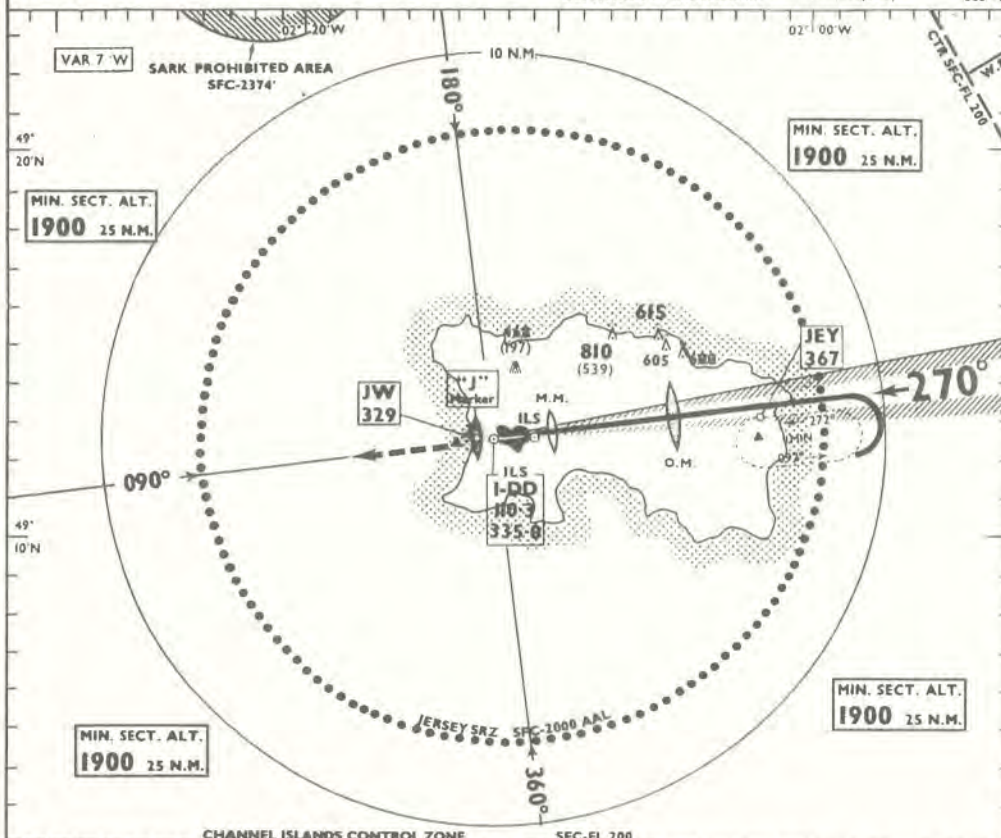 02° 20'W
02° 00'W
VAR 7°W
SARK PROHIBITED AREA
SFC-2374'
10 N.M.
CTR SFC-FL 200
180°
49°
20'N
MIN. SECT. ALT.
1900 25 N.M.
MIN. SECT. ALT.
1900 25 N.M.
615
(197)
810
(539)
605
JEY
367
JW
329
"J"
Marker
M.M.
ILS
270°
272°
1MIN
092°
O.M.
090°
ILS
I-DD
110·3
335·0
49°
10'N
MIN. SECT. ALT.
1900 25 N.M.
MIN. SECT. ALT.
1900 25 N.M.
JERSEY SRZ SFC-2000 AAL
360°
CHANNEL ISLANDS CONTROL ZONE SFC-FL 200